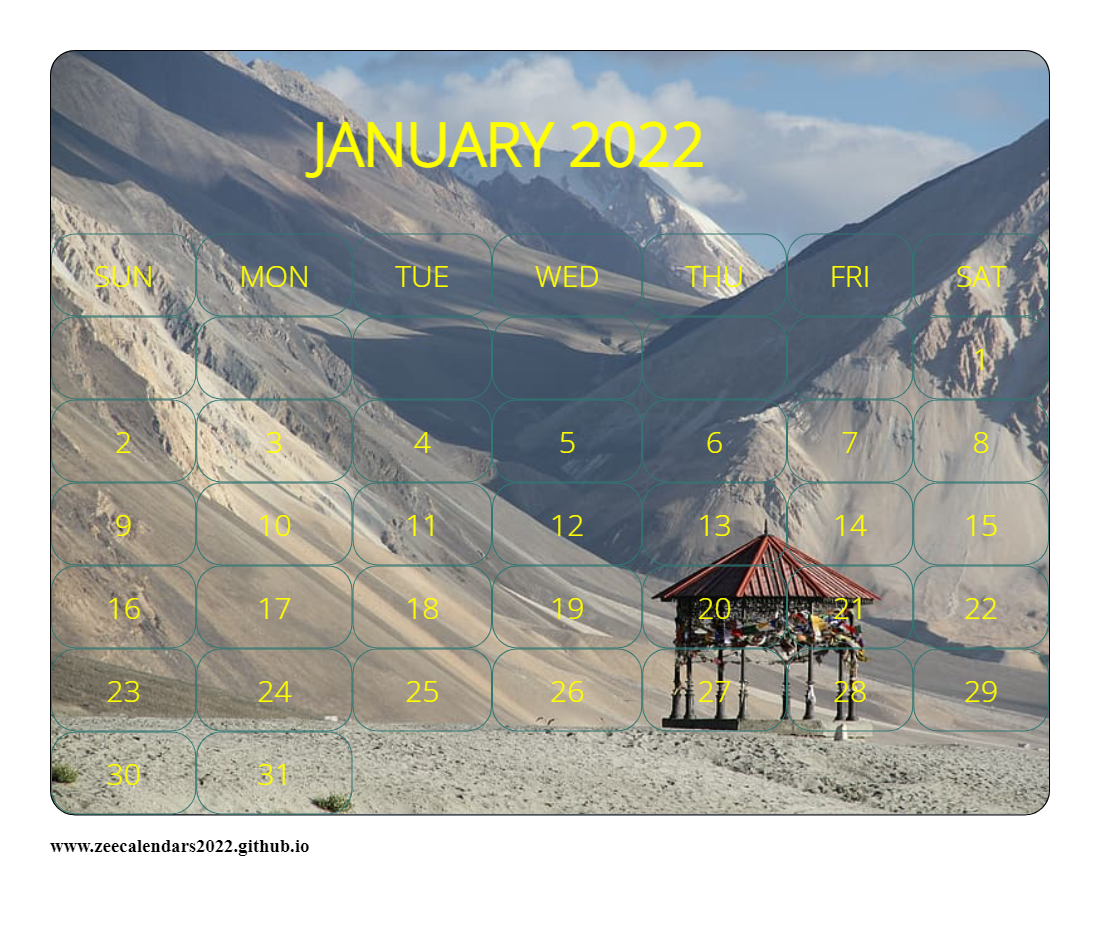 JANUARY 2022
SUN MON TUE WED THU FRI SAT
1
2 3 4 5 6 7 8
9 10 11 12 13 14 15
16 17 18 19 20 21 22
23 24 25 26 27 28 29
30 31
www.zeecalendars2022.github.io